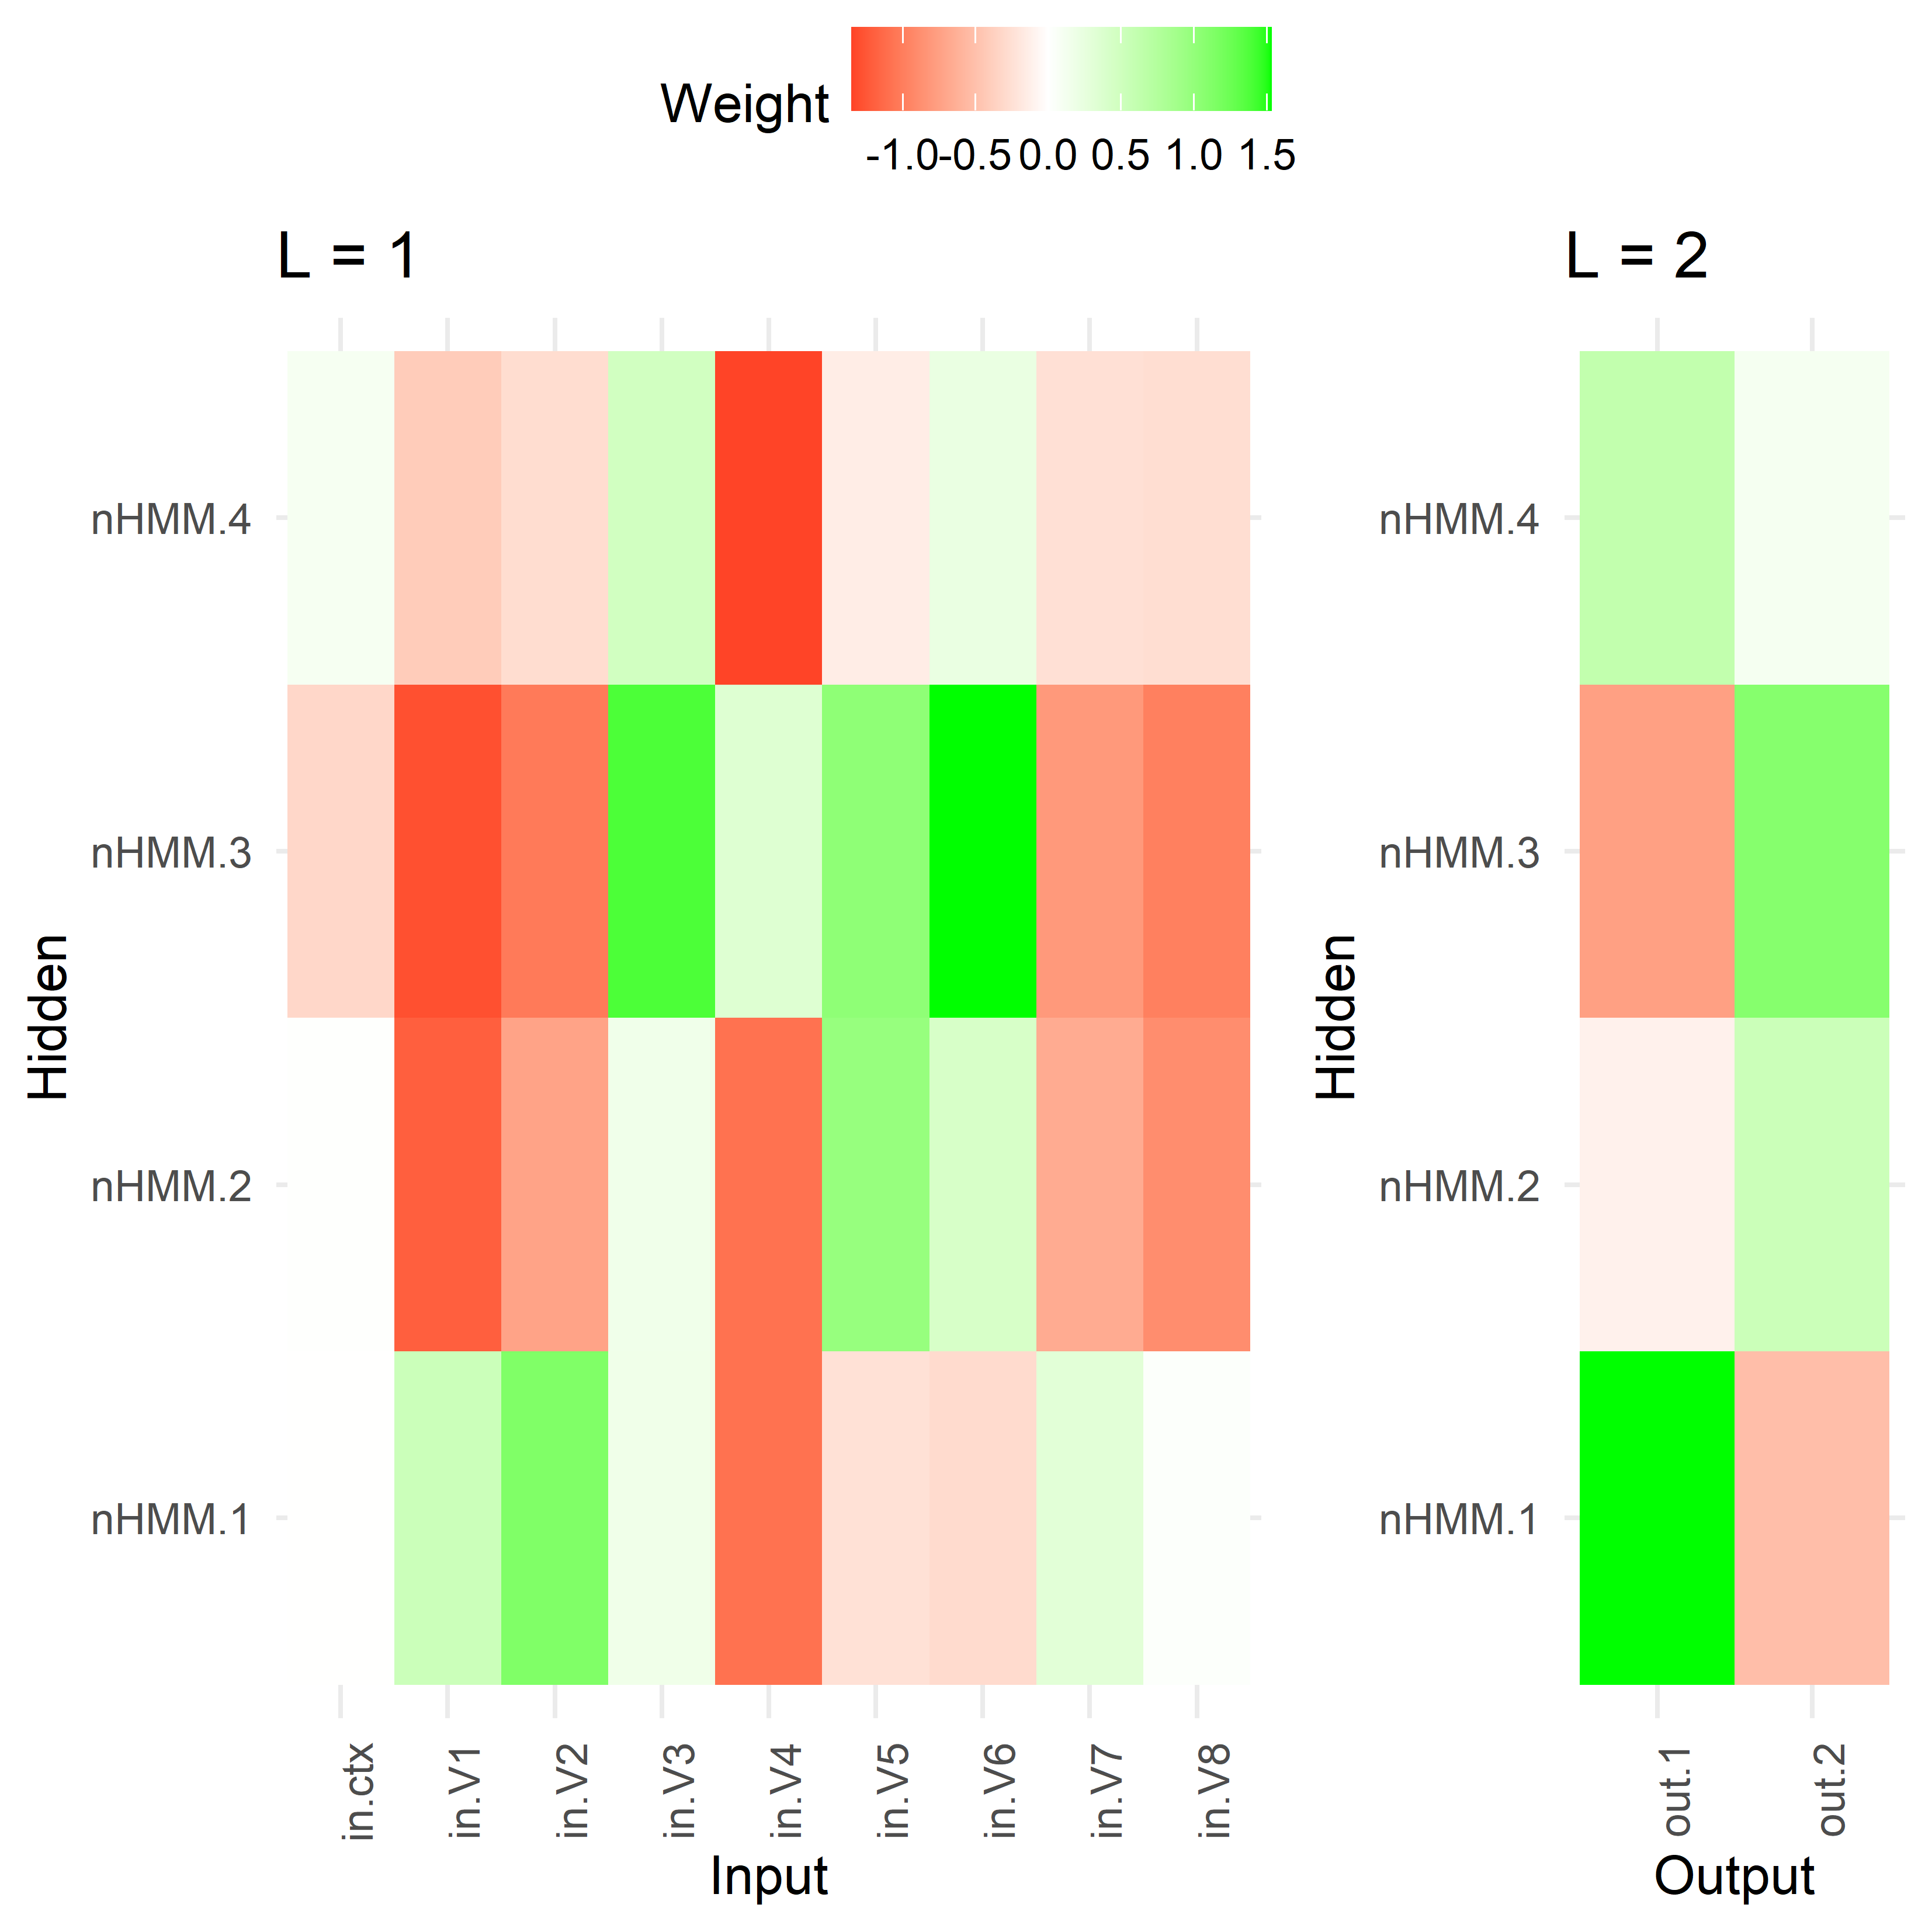 Weight
-1.0 -0.5 0.0 0.5 1.0 1.5
L = 1
nHMM.4
nHMM.3
nHMM.2
nHMM.1
Hidden
in.ctx
in.V1
in.V2
in.V3
in.V4
in.V5
in.V6
in.V7
in.V8
Input
L = 2
nHMM.4
nHMM.3
nHMM.2
nHMM.1
Hidden
out.1
out.2
Output